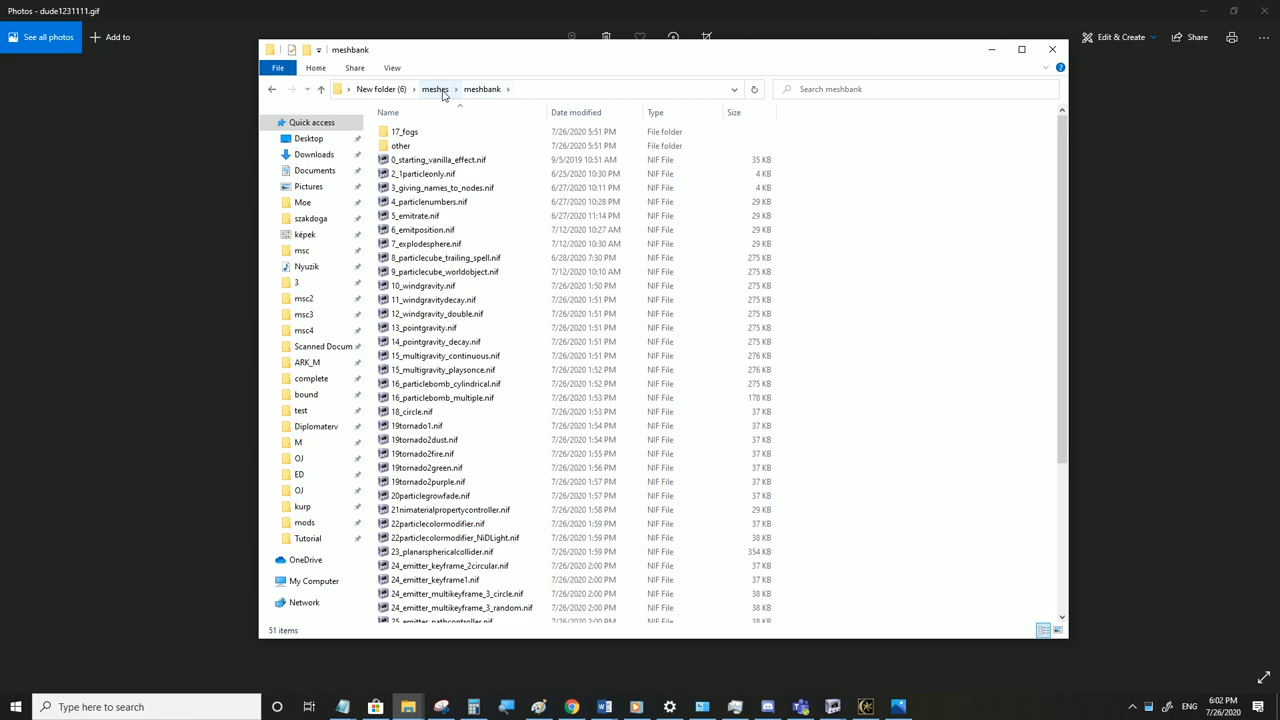 Photos - dude1231111.gif
See all photos
Add to
Edit & Create
Share
meshbank
File
Home
Share
View
New folder (6)
meshes
meshbank
Search meshbank
Name
Date modified
Type
Size
Quick access
Desktop
Downloads
Documents
Pictures
Moe
szakdoga
képek
msc
Nyuzik
3
msc2
msc3
msc4
Scanned Docum
ARK_M
complete
bound
test
Diplomaterv
M
OJ
ED
OJ
kurp
mods
Tutorial
OneDrive
My Computer
Network
17_fogs 7/26/2020 5:51 PM File folder
other 7/26/2020 5:51 PM File folder
0_starting_vanilla_effect.nif 9/5/2019 10:51 AM NIF File 35 KB
2_1particleonly.nif 6/25/2020 10:30 PM NIF File 4 KB
3_giving_names_to_nodes.nif 6/27/2020 10:11 PM NIF File 4 KB
4_particlenumbers.nif 6/27/2020 10:28 PM NIF File 29 KB
5_emitrate.nif 6/27/2020 11:14 PM NIF File 29 KB
6_emitposition.nif 7/12/2020 10:27 AM NIF File 29 KB
7_explodesphere.nif 7/12/2020 10:30 AM NIF File 29 KB
8_particlecube_trailing_spell.nif 6/28/2020 7:30 PM NIF File 275 KB
9_particlecube_worldobject.nif 7/12/2020 10:10 AM NIF File 275 KB
10_windgravity.nif 7/26/2020 1:50 PM NIF File 275 KB
11_windgravitydecay.nif 7/26/2020 1:51 PM NIF File 275 KB
12_windgravity_double.nif 7/26/2020 1:51 PM NIF File 275 KB
13_pointgravity.nif 7/26/2020 1:51 PM NIF File 275 KB
14_pointgravity_decay.nif 7/26/2020 1:51 PM NIF File 275 KB
15_multigravity_continuous.nif 7/26/2020 1:51 PM NIF File 276 KB
15_multigravity_playsonce.nif 7/26/2020 1:52 PM NIF File 276 KB
16_particlebomb_cylindrical.nif 7/26/2020 1:52 PM NIF File 275 KB
16_particlebomb_multiple.nif 7/26/2020 1:53 PM NIF File 178 KB
18_circle.nif 7/26/2020 1:53 PM NIF File 37 KB
19tornado1.nif 7/26/2020 1:54 PM NIF File 37 KB
19tornado2dust.nif 7/26/2020 1:54 PM NIF File 37 KB
19tornado2fire.nif 7/26/2020 1:55 PM NIF File 37 KB
19tornado2green.nif 7/26/2020 1:56 PM NIF File 37 KB
19tornado2purple.nif 7/26/2020 1:57 PM NIF File 37 KB
20particlegrowfade.nif 7/26/2020 1:57 PM NIF File 37 KB
21nimaterialpropertycontroller.nif 7/26/2020 1:58 PM NIF File 29 KB
22particlecolormodifier.nif 7/26/2020 1:59 PM NIF File 37 KB
22particlecolormodifier_NiDLight.nif 7/26/2020 1:59 PM NIF File 38 KB
23_planarsphericalcollider.nif 7/26/2020 1:59 PM NIF File 354 KB
24_emitter_keyframe_2circular.nif 7/26/2020 2:00 PM NIF File 37 KB
24_emitter_keyframe1.nif 7/26/2020 2:00 PM NIF File 37 KB
24_emitter_multikeyframe_3_circle.nif 7/26/2020 2:00 PM NIF File 38 KB
24_emitter_multikeyframe_3_random.nif 7/26/2020 2:00 PM NIF File 38 KB
25_emitter_pathcontroller.nif 7/26/2020 2:00 PM NIF File 38 KB
51 items
Type here to search
ENG
6:02 PM
7/26/2020